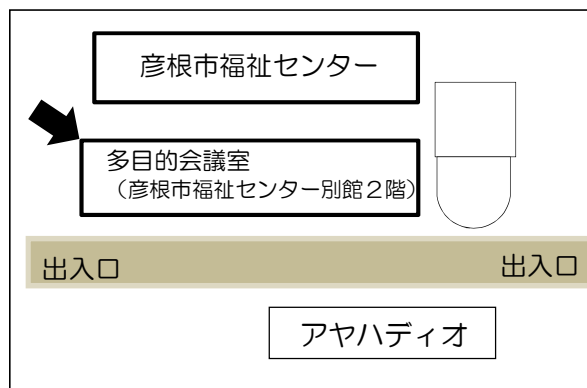 彦根市福祉センター
多目的会議室
（彦根市福祉センター別館２階）
出入口
出入口
アヤハディオ